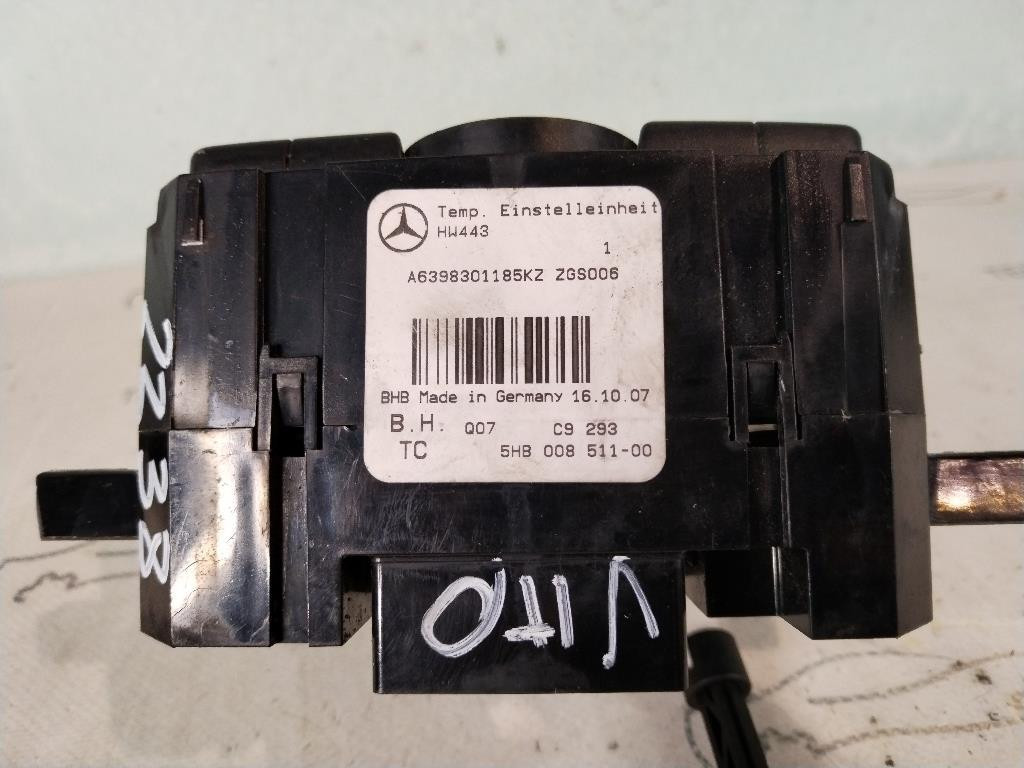 Temp. Einstelleinheit
HW443
1
A6398301185KZ ZGS006
BHB Made in Germany 16.10.07
B.H. Q07 C9 293
TC 5HB 008 511-00
2238
VITO